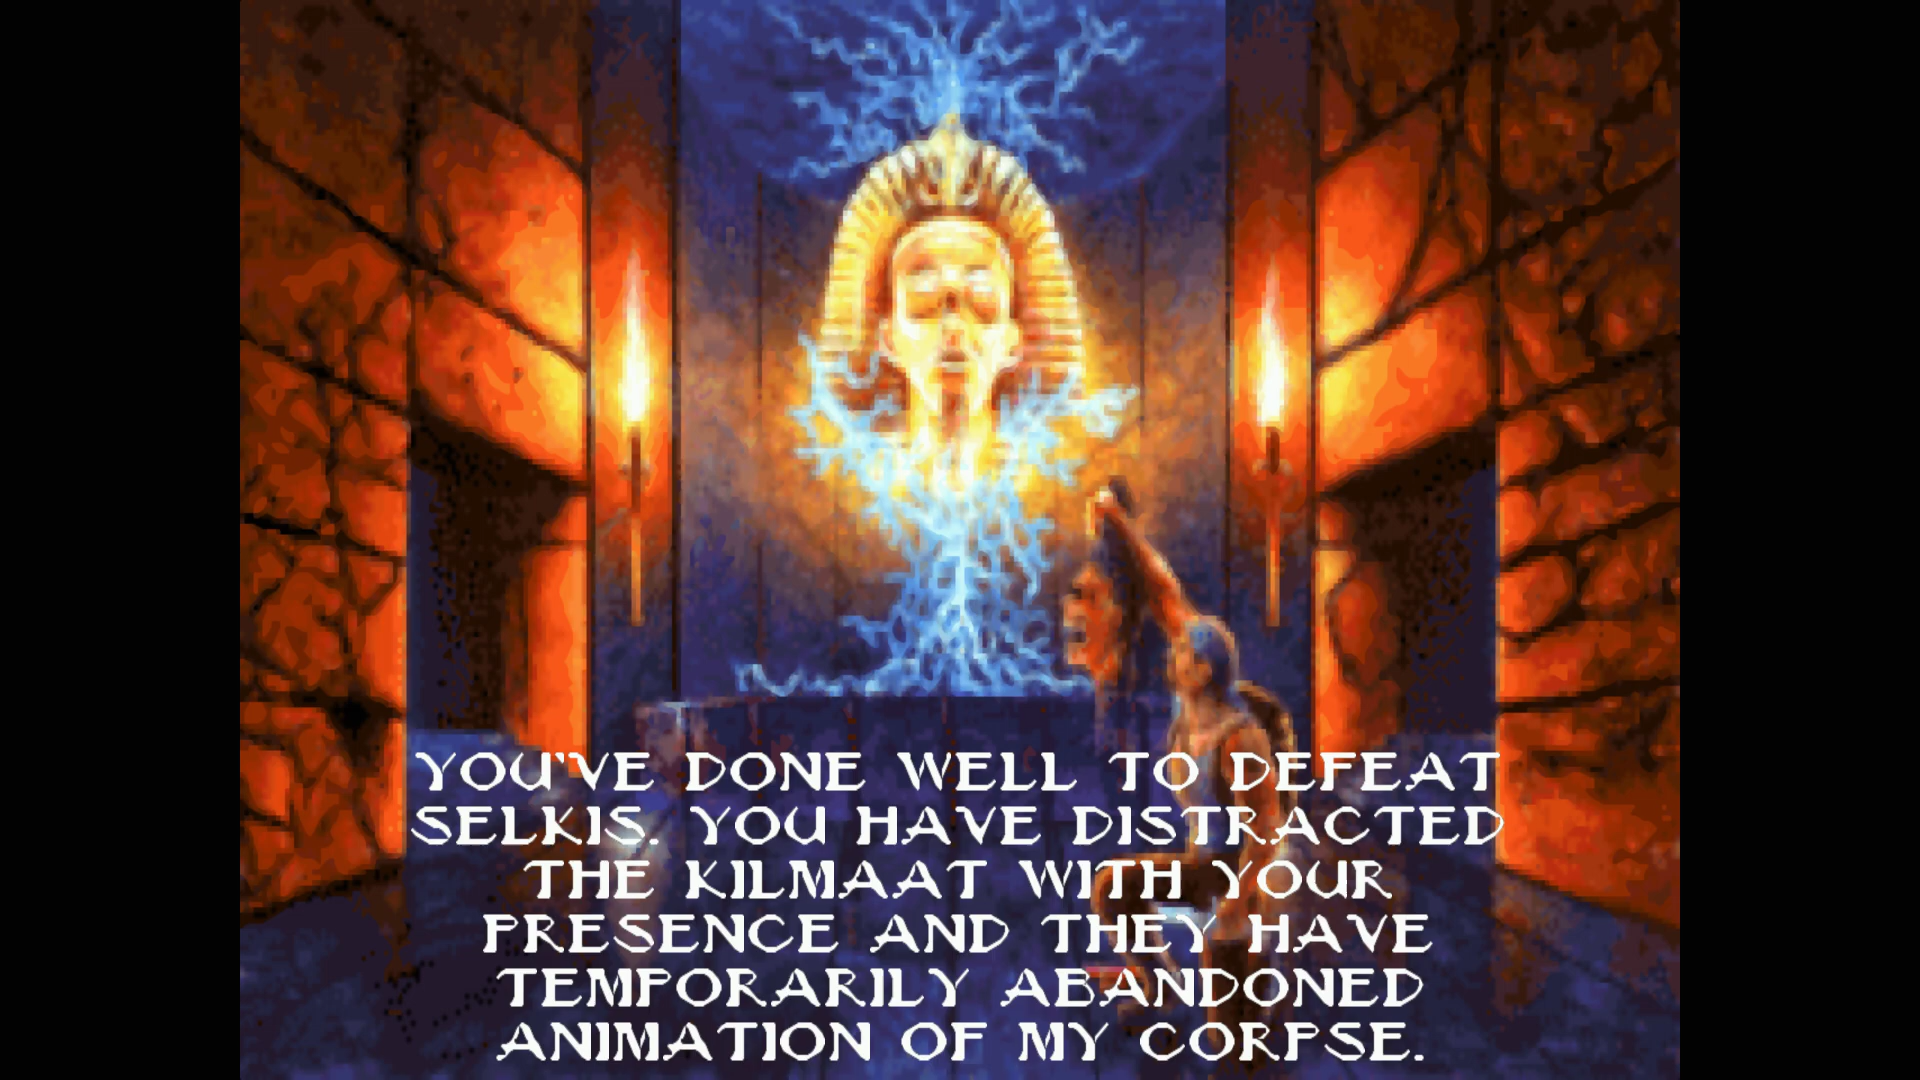 YOU'VE DONE WELL TO DEFEAT
SELKIS. YOU HAVE DISTRACTED
THE KILMAAT WITH YOUR
PRESENCE AND THEY HAVE
TEMPORARILY ABANDONED
ANIMATION OF MY CORPSE.